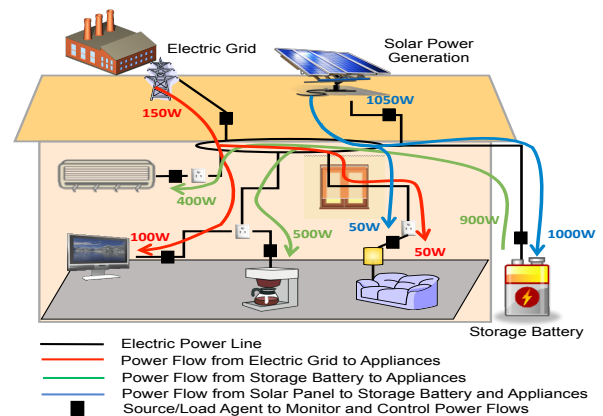 Electric Grid
Solar Power
Generation
150W
1050W
400W
100W
500W
50W
50W
900W
1000W
Storage Battery
Electric Power Line
Power Flow from Electric Grid to Appliances
Power Flow from Storage Battery to Appliances
Power Flow from Solar Panel to Storage Battery and Appliances
Source/Load Agent to Monitor and Control Power Flows